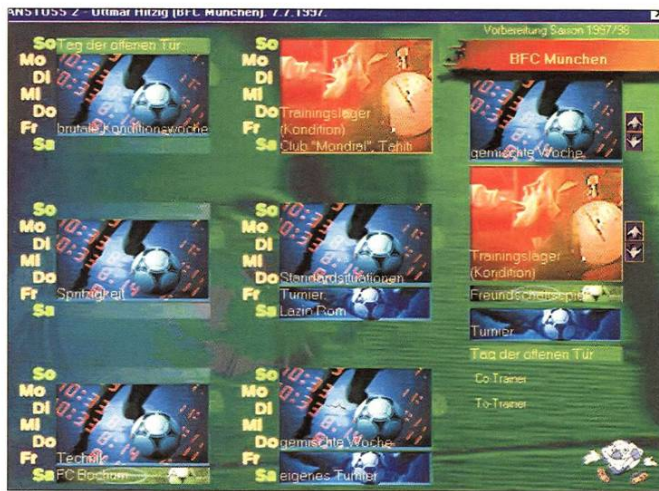 ANSTOSS 2 - Ottmar Hitzig (BFC München). 7.7.1997.
Vorbereitung Saison 1997/98
So
Tag der offenen Tür
Mo
Di
Mi
Do
Fr
brutale Konditionswoche
Sa
So
Mo
Di
Mi
Do
Fr
Sa
Trainingslager
(Kondition)
Club "Mondial", Tahiti
BFC München
gemischte Woche
Trainingslager
(Kondition)
Freundschaftsspiel
Turnier
Tag der offenen Tür
Co-Trainer
To-Trainer
So
Mo
Di
Mi
Do
Fr
Spritzigkeit
Sa
So
Mo
Di
Mi
Do
Fr
Sa
Standardsituationen
Turnier
Lazin Rom
So
Mo
Di
Mi
Do
Fr
Technik
Sa
FC Bochum
So
Mo
Di
Mi
Do
gemischte Woche
Fr
Sa
eigenes Turnier